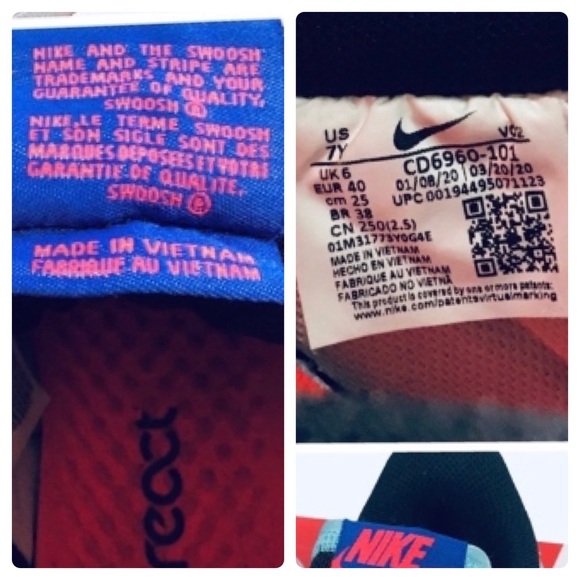 NIKE AND THE SWOOSH
NAME AND STRIPE ARE
TRADEMARKS AND YOUR
GUARANTEE OF QUALITY.
SWOOSH ®
NIKE, LE TERME SWOOSH
ET SON SIGLE SONT DES
MARQUES DEPOSEES ET VOTRE
GARANTIE DE QUALITE.
SWOOSH ®
MADE IN VIETNAM
FABRIQUE AU VIETNAM
react
US
7Y
VG2
CD6960-101
UK 6
EUR 40
01/08/20 03/20/20
cm 25
UPC 00194495071123
BR 38
CN 250(2.5)
01M31773Y0G4E
MADE IN VIETNAM
HECHO EN VIETNAM
FABRIQUE AU VIETNAM
FABRICADO NO VIETNÃ
This product is covered by one or more patents:
www.nike.com/patentsvirtualmarking
NIKE